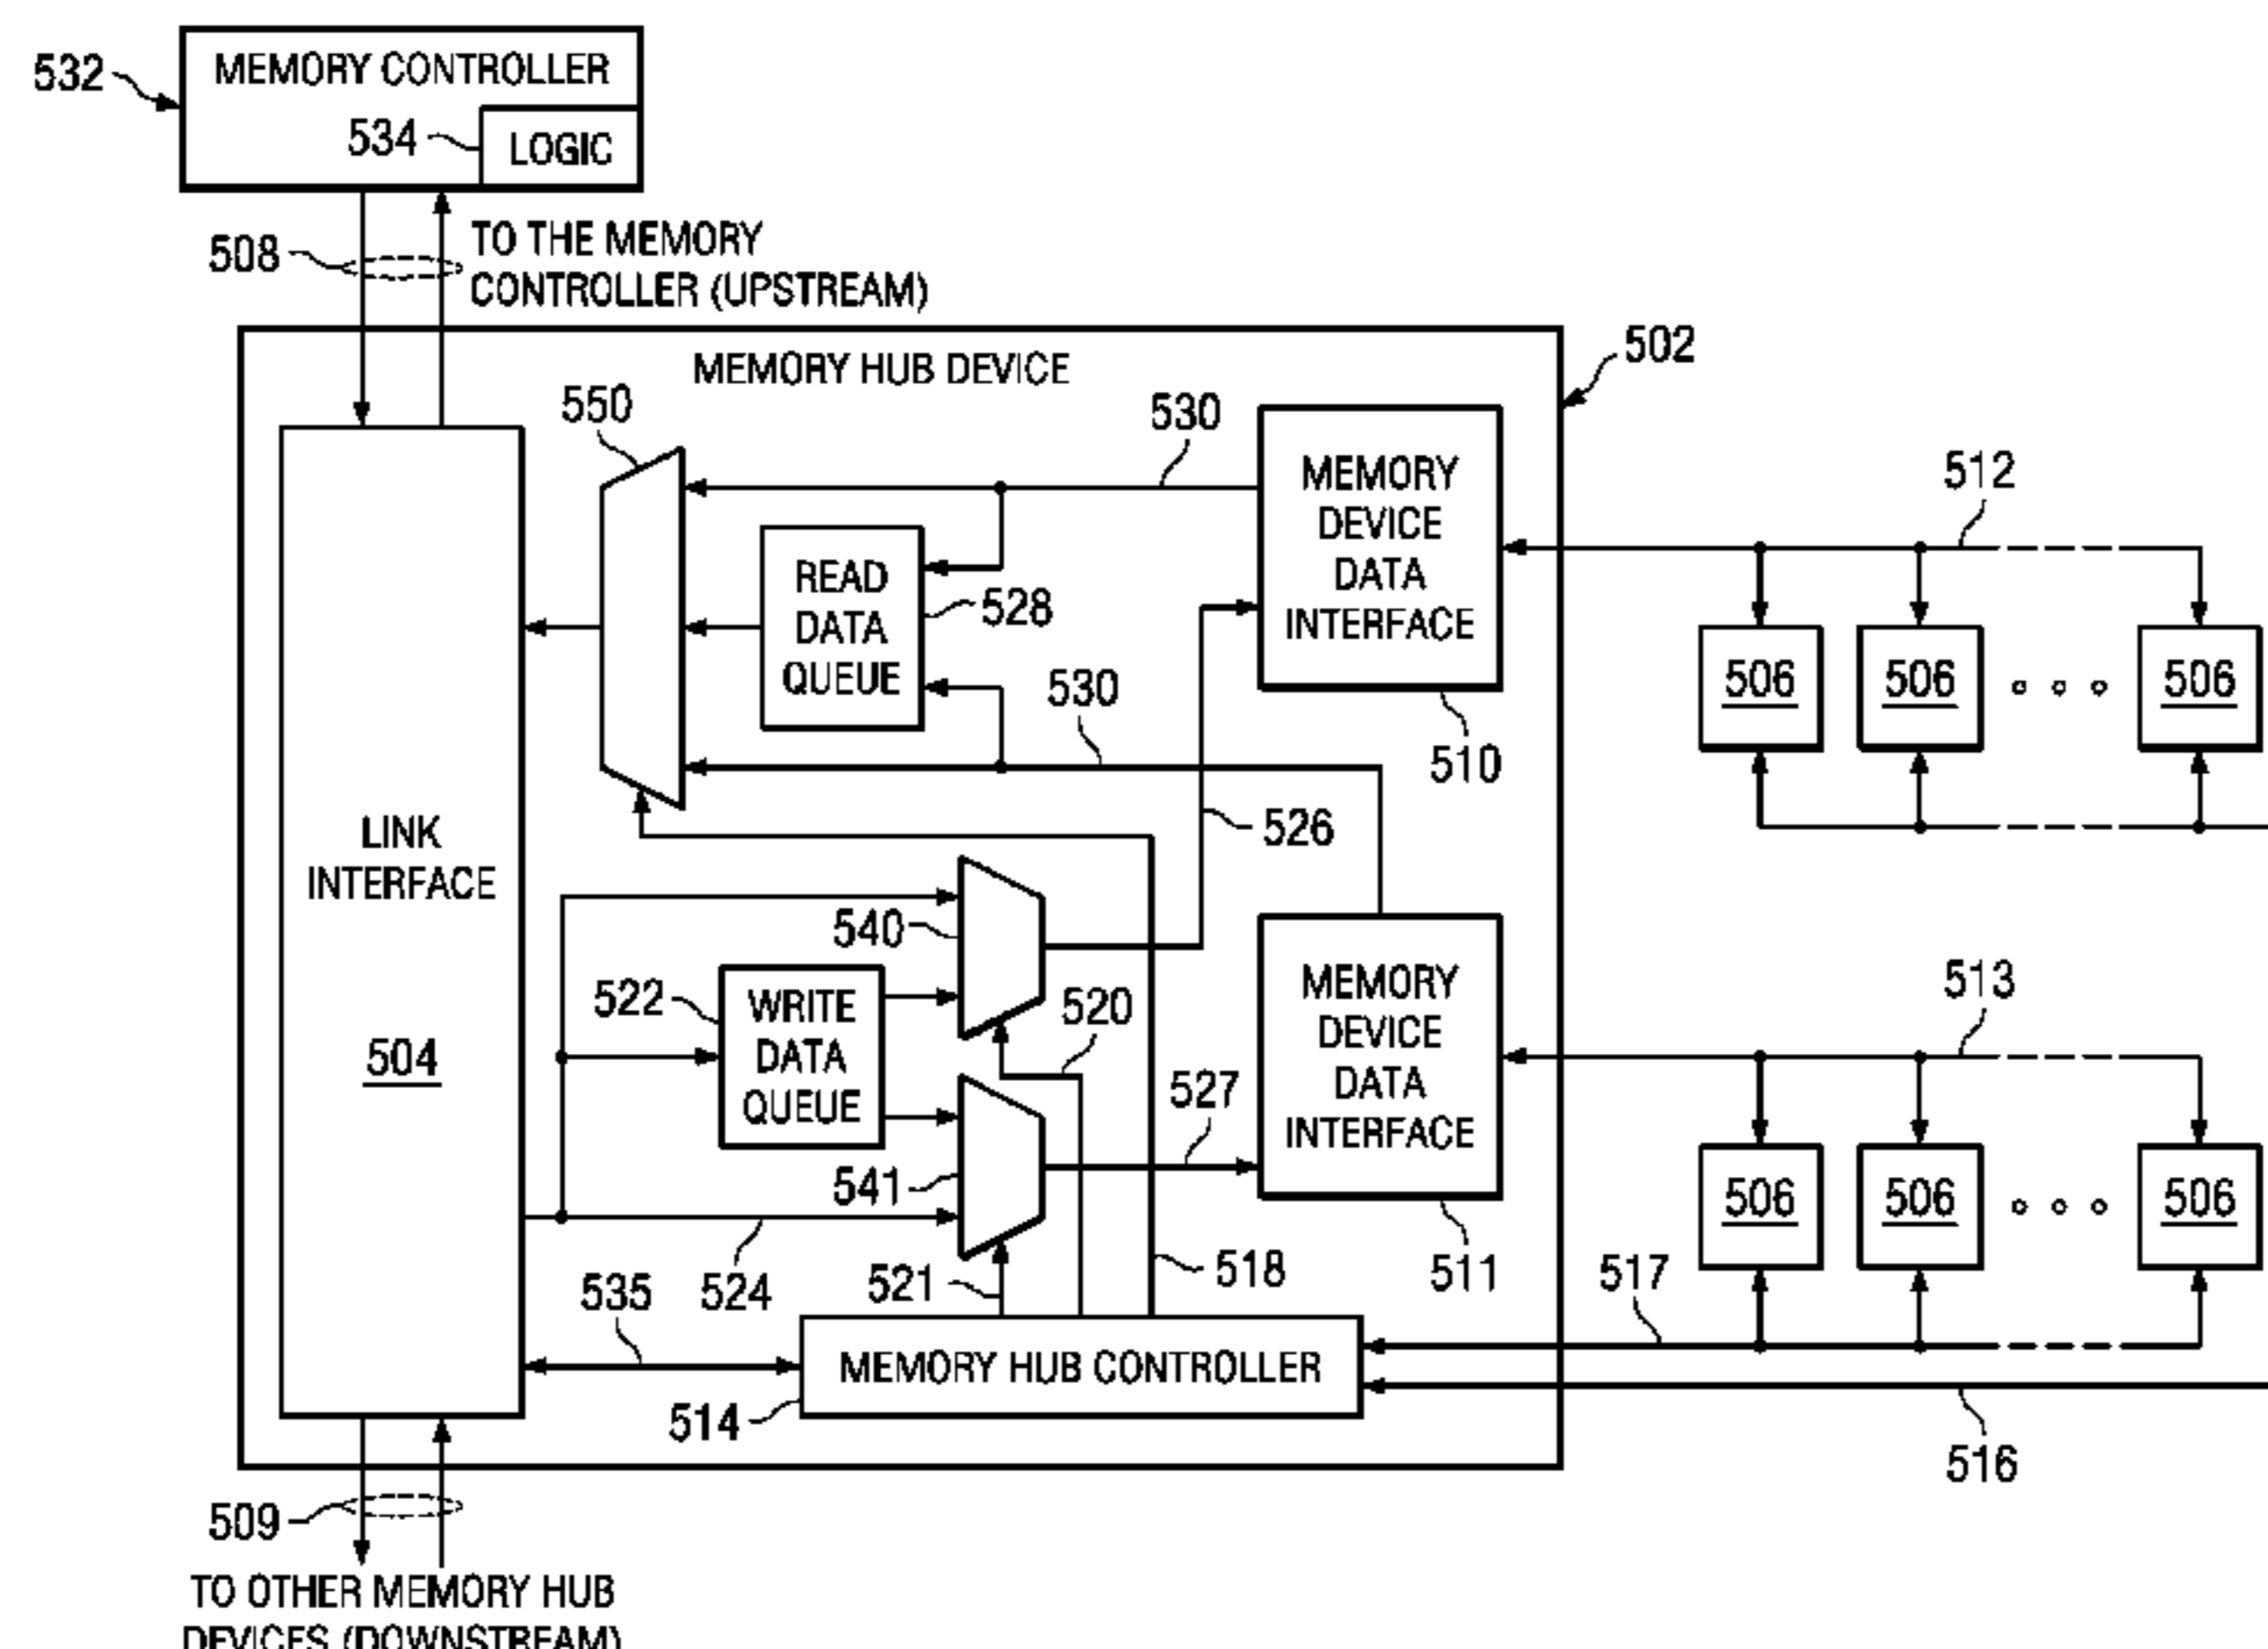 532
MEMORY CONTROLLER
534
LOGIC
508
TO THE MEMORY
CONTROLLER (UPSTREAM)
502
MEMORY HUB DEVICE
550
530
MEMORY
DEVICE
DATA
INTERFACE
510
512
READ
DATA
QUEUE
528
530
506
506
506
526
LINK
INTERFACE
504
540
522
WRITE
DATA
QUEUE
520
541
527
MEMORY
DEVICE
DATA
INTERFACE
511
513
506
506
506
524
521
518
517
535
MEMORY HUB CONTROLLER
514
516
509
TO OTHER MEMORY HUB
DEVICES (DOWNSTREAM)